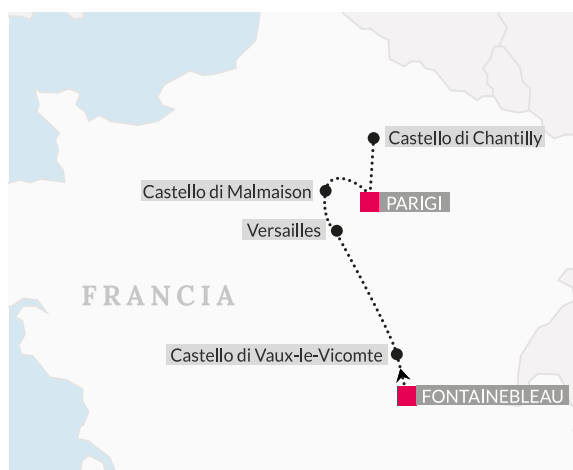 Castello di Chantilly
Castello di Malmaison
PARIGI
Versailles
FRANCIA
Castello di Vaux-le-Vicomte
FONTAINEBLEAU